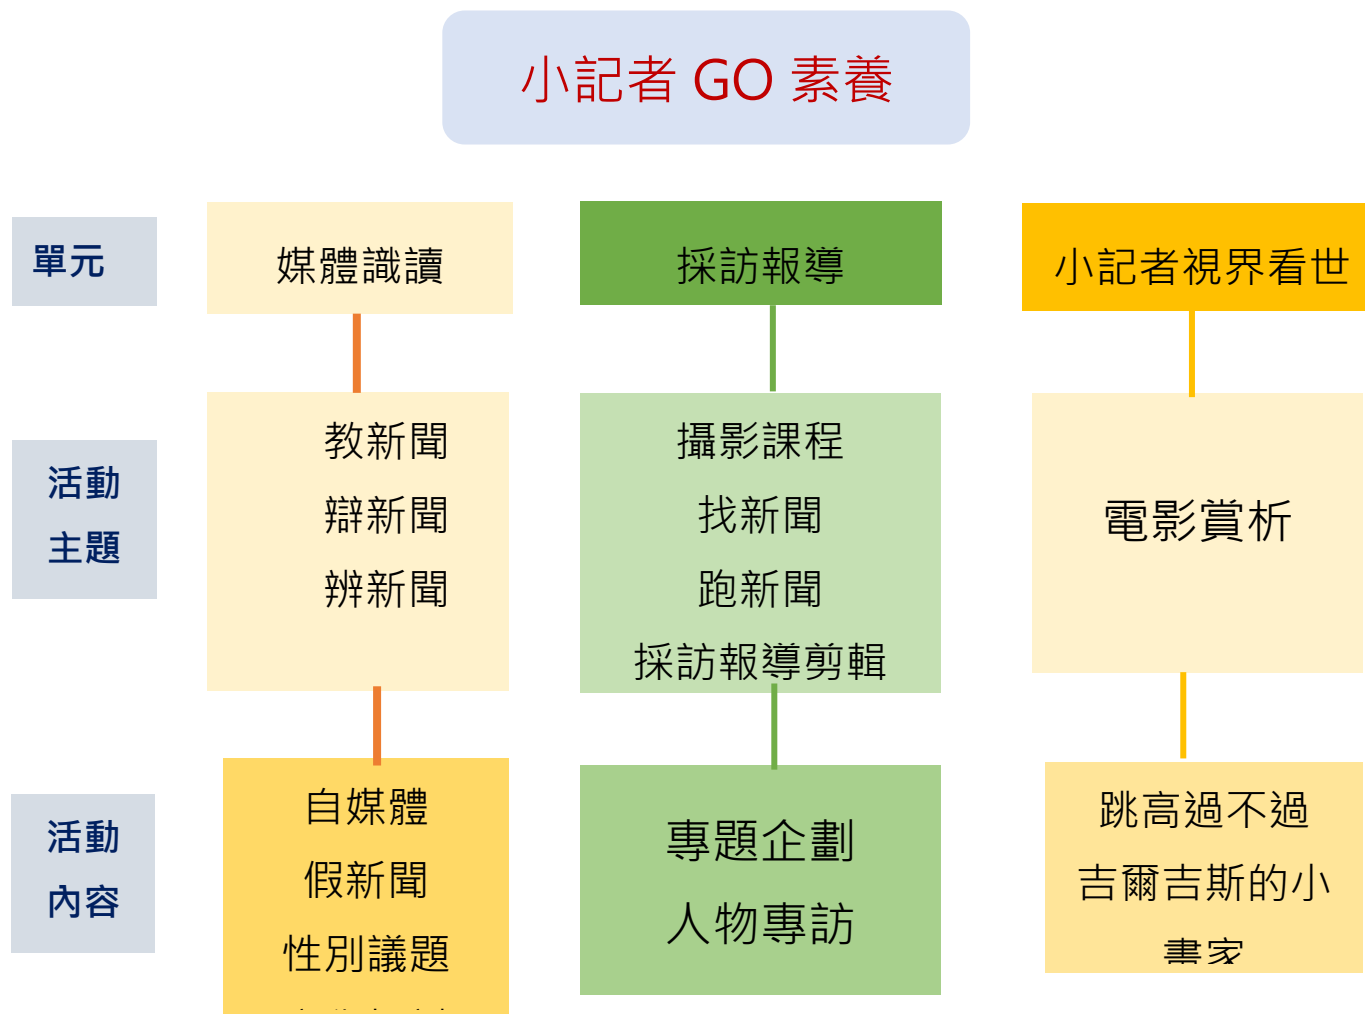 小記者 GO 素養
單元
媒體識讀
採訪報導
小記者視界看世
活動
主題
教新聞
辯新聞
辨新聞
攝影課程
找新聞
跑新聞
採訪報導剪輯
電影賞析
活動
內容
自媒體
假新聞
性別議題
專題企劃
人物專訪
跳高過不過
吉爾吉斯的小
畫家